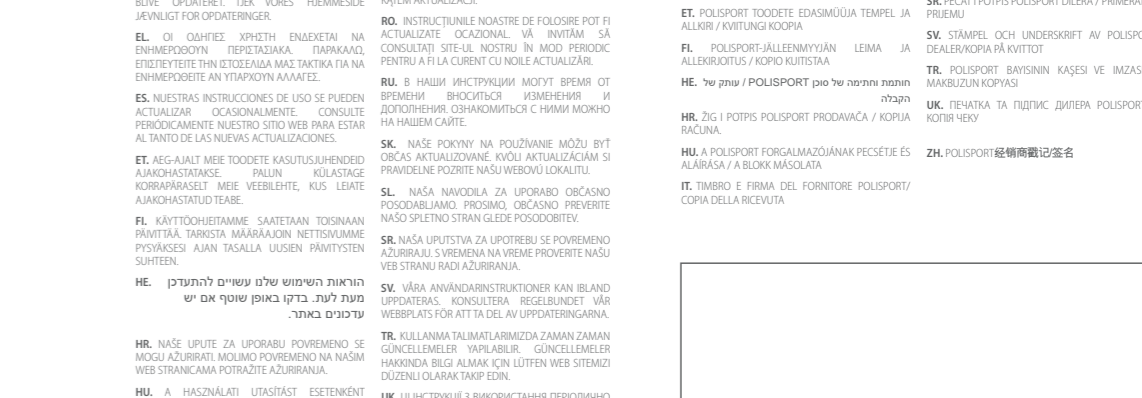 BLIVE OPDATERET. TJEK VORES HJEMMESIDE
JÆVNLIGT FOR OPDATERINGER.
EL. ΟΙ ΟΔΗΓΙΕΣ ΧΡΗΣΤΗ ΕΝΔΕΧΕΤΑΙ ΝΑ
ΕΝΗΜΕΡΩΘΟΥΝ ΠΕΡΙΣΤΑΣΙΑΚΑ. ΠΑΡΑΚΑΛΩ,
ΕΠΙΣΓΕΥΤΕΙΤΕ ΤΗΝ ΙΣΤΟΣΕΛΙΔΑ ΜΑΣ ΤΑΚΤΙΚΑ ΓΙΑ ΝΑ
ΕΝΗΜΕΡΩΘΕΙΤΕ ΑΝ ΥΠΑΡΧΟΥΝ ΑΛΛΑΓΕΣ.
ES. NUESTRAS INSTRUCCIONES DE USO SE PUEDEN
ACTUALIZAR OCASIONALMENTE. CONSULTE
PERIÓDICAMENTE NUESTRO SITIO WEB PARA ESTAR
AL TANTO DE LAS NUEVAS ACTUALIZACIONES.
ET. AEG-AJALT MEIE TOODETE KASUTUSJUHENDEID
AJAKOHASTATAKSE. PALUN KÜLASTAGE
KORRAPÄRASELT MEIE VEEBILEHTE, KUS LEIATE
AJAKOHASTATUD TEABE.
FI. KÄYTTÖOHJEITAMME SAATETAAN TOISINAAN
PÄIVITTÄÄ. TARKISTA MÄÄRÄAJOIN NETTISIVUMME
PYSYÄKSESI AJAN TASALLA UUSIEN PÄIVITYSTEN
SUHTEEN.
HE. הוראות השימוש שלנו עשויים להתעדכן
מעת לעת. בדקו באופן שוטף אם יש
עדכונים באתר.
HR. NAŠE UPUTE ZA UPORABU POVREMENO SE
MOGU AŽURIRATI. MOLIMO POVREMENO NA NAŠIM
WEB STRANICAMA POTRAŽITE AŽURIRANJA.
HU. A HASZNÁLATI UTASÍTÁST ESETENKÉNT
KĄTEM AKTUALIZACJI.
RO. INSTRUCȚIUNILE NOASTRE DE FOLOSIRE POT FI
ACTUALIZATE OCAZIONAL. VĂ INVITĂM SĂ
CONSULTAȚI SITE-UL NOSTRU ÎN MOD PERIODIC
PENTRU A FI LA CURENT CU NOILE ACTUALIZĂRI.
RU. В НАШИ ИНСТРУКЦИИ МОГУТ ВРЕМЯ ОТ
ВРЕМЕНИ ВНОСИТЬСЯ ИЗМЕНЕНИЯ И
ДОПОЛНЕНИЯ. ОЗНАКОМИТЬСЯ С НИМИ МОЖНО
НА НАШЕМ САЙТЕ.
SK. NAŠE POKYNY NA POUŽÍVANIE MÔŽU BYŤ
OBČAS AKTUALIZOVANÉ. KVÔLI AKTUALIZÁCIÁM SI
PRAVIDELNE POZRITE NAŠU WEBOVÚ LOKALITU.
SL. NAŠA NAVODILA ZA UPORABO OBČASNO
POSODABLJAMO. PROSIMO, OBČASNO PREVERITE
NAŠO SPLETNO STRAN GLEDE POSODOBITEV.
SR. NAŠA UPUTSTVA ZA UPOTREBU SE POVREMENO
AŽURIRAJU. S VREMENA NA VREME PROVERITE NAŠU
VEB STRANU RADI AŽURIRANJA.
SV. VÅRA ANVÄNDARINSTRUKTIONER KAN IBLAND
UPPDATERAS. KONSULTERA REGELBUNDET VÅR
WEBBPLATS FÖR ATT TA DEL AV UPPDATERINGARNA.
TR. KULLANMA TALIMATLARIMIZDA ZAMAN ZAMAN
GÜNCELLEMELER YAPILABILIR. GÜNCELLEMELER
HAKKINDA BILGI ALMAK IÇIN LÜTFEN WEB SITEMIZI
DÜZENLI OLARAK TAKIP EDIN.
UK. ЦІ ІНСТРУКЦІЇ З ВИКОРИСТАННЯ ПЕРІОДИЧНО
ET. POLISPORT TOODETE EDASIMÜÜJA TEMPEL JA
ALLKIRI / KVIITUNGI KOOPIA
FI. POLISPORT-JÄLLEENMYYJÄN LEIMA JA
ALLEKIRJOITUS / KOPIO KUITISTAA
HE. חותמת וחתימה של סוכן POLISPORT / עותק של
הקבלה
HR. ŽIG I POTPIS POLISPORT PRODAVAČA / KOPIJA
RAČUNA.
HU. A POLISPORT FORGALMAZÓJÁNAK PECSÉTJE ÉS
ALÁÍRÁSA / A BLOKK MÁSOLATA
IT. TIMBRO E FIRMA DEL FORNITORE POLISPORT/
COPIA DELLA RICEVUTA
SR. PEČAT I POTPIS POLISPORT DILERA / PRIMERA
PRIJEMU
SV. STÄMPEL OCH UNDERSKRIFT AV POLISPO
DEALER/KOPIA PÅ KVITTOT
TR. POLISPORT BAYISININ KAŞESI VE IMZAS
MAKBUZUN KOPYASI
UK. ПЕЧАТКА ТА ПІДПИС ДИЛЕРА POLISPORT
КОПІЯ ЧЕКУ
ZH. POLISPORT经销商戳记/签名